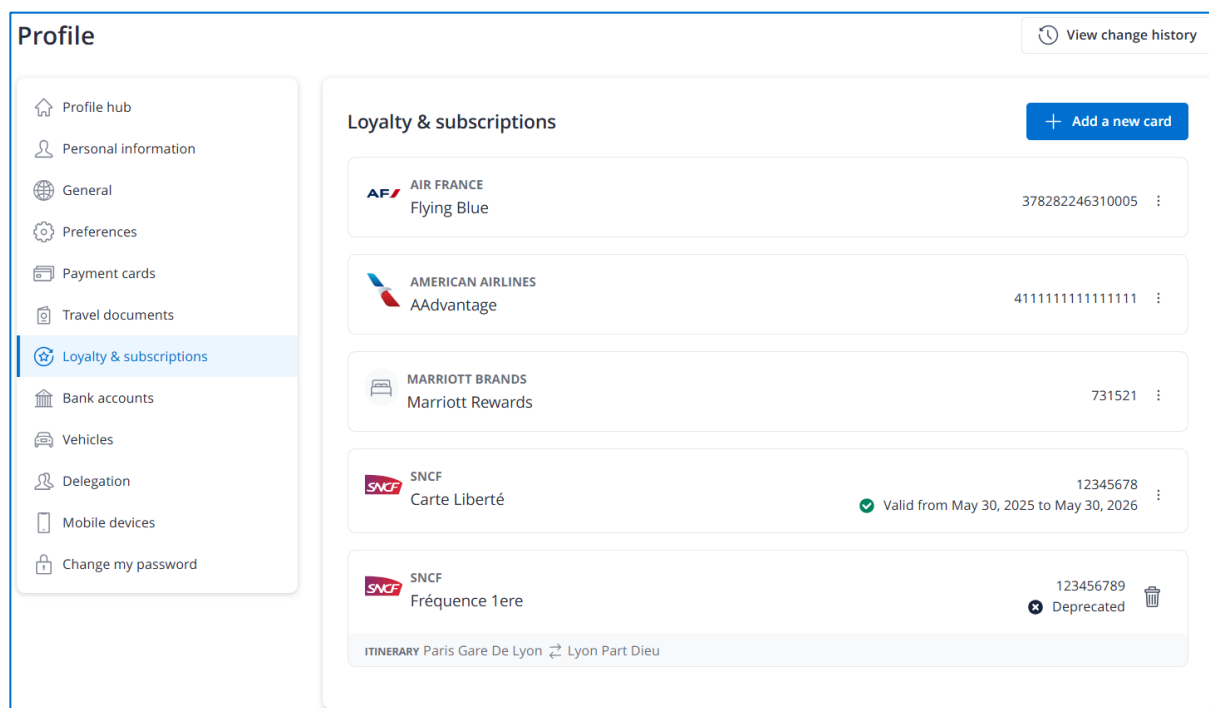 Profile
View change history
Profile hub
Personal information
General
Preferences
Payment cards
Travel documents
Loyalty & subscriptions
Bank accounts
Vehicles
Delegation
Mobile devices
Change my password
Loyalty & subscriptions
Add a new card
AF
AIR FRANCE
Flying Blue
378282246310005
AMERICAN AIRLINES
AAdvantage
4111111111111111
MARRIOTT BRANDS
Marriott Rewards
731521
SNCF
SNCF
Carte Liberté
12345678
Valid from May 30, 2025 to May 30, 2026
SNCF
SNCF
Fréquence 1ere
123456789
Deprecated
ITINERARY Paris Gare De Lyon ⇄ Lyon Part Dieu